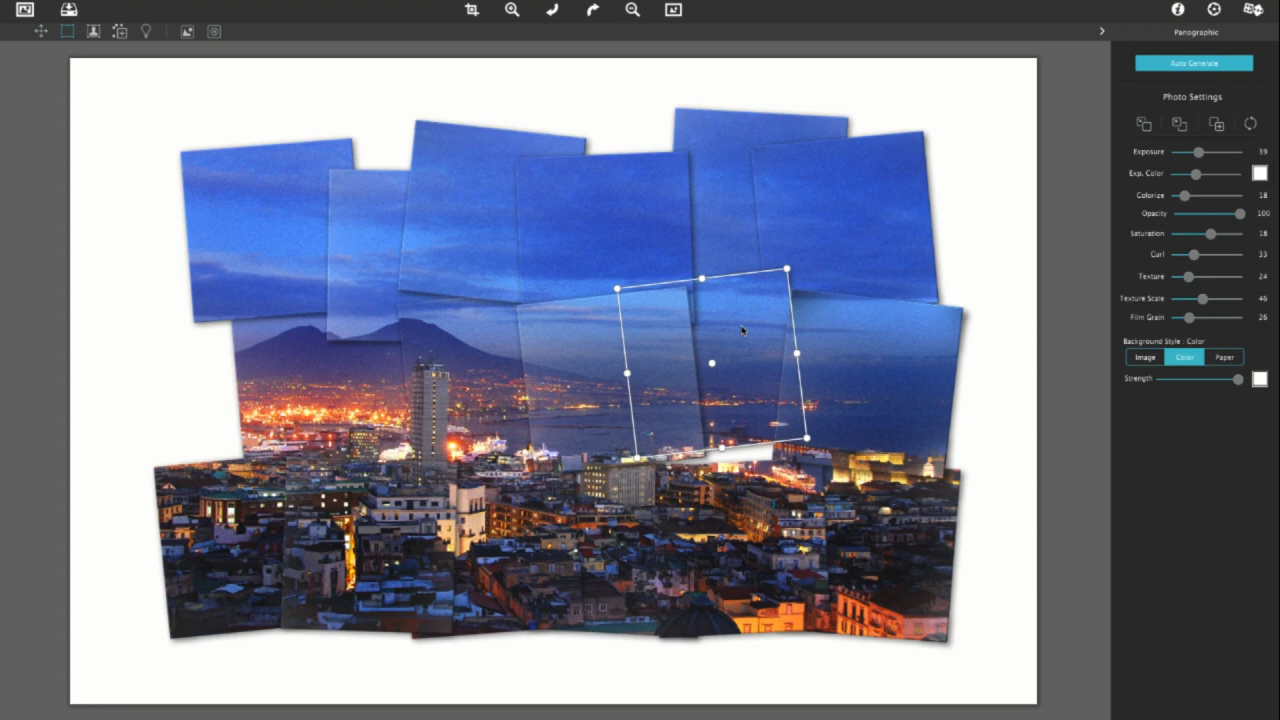 Panographic
Auto Generate
Photo Settings
Exposure 39
Exp. Color
Colorize 18
Opacity 100
Saturation 18
Curl 33
Texture 24
Texture Scale 46
Film Grain 26
Background Style : Color
Image Color Paper
Strength